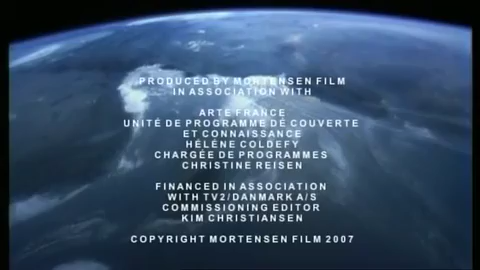 PRODUCED BY MORTENSEN FILM
IN ASSOCIATION WITH
ARTE FRANCE
UNITÉ DE PROGRAMME DE COUVERTE
ET CONNAISSANCE
HÉLÉNE COLDEFY
CHARGÉE DE PROGRAMMES
CHRISTINE REISEN
FINANCED IN ASSOCIATION
WITH TV2/DANMARK A/S
COMMISSIONING EDITOR
KIM CHRISTIANSEN
COPYRIGHT MORTENSEN FILM 2007